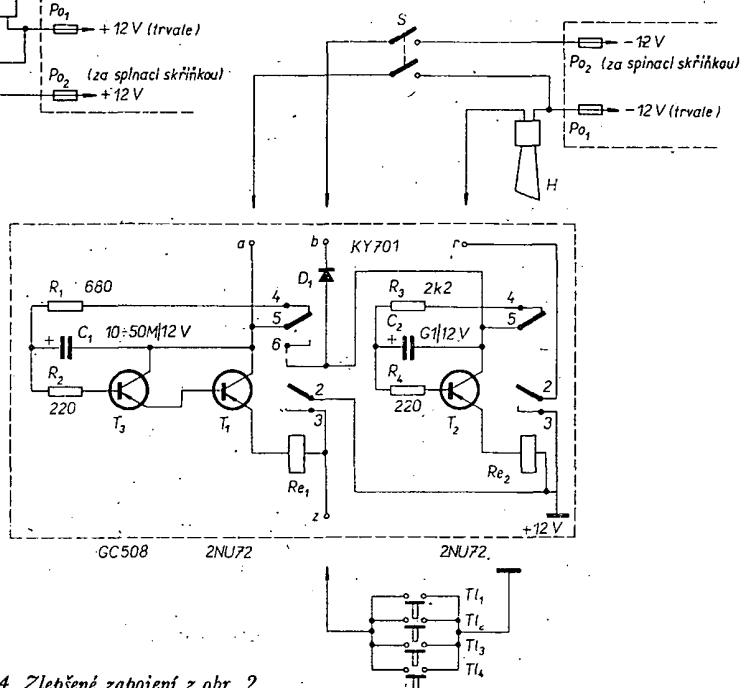 Po1
+12 V (trvale)
Po2
(za spínací skříňkou)
+12 V
S
−12 V
Po2 (za spínací skříňkou)
−12 V (trvale)
Po1
H
a
b
KY701
r
D1
R1 680
4
5
6
C1 10÷50M/12 V
+
R2
220
T3
T1
2
3
Re1
z
R3 2k2
4
5
C2 G1/12 V
+
R4
220
T2
2
3
Re2
+12 V
GC508
2NU72
2NU72
Tl1
Tl2
Tl3
Tl4
4. Zlepšené zapojení z obr. 2